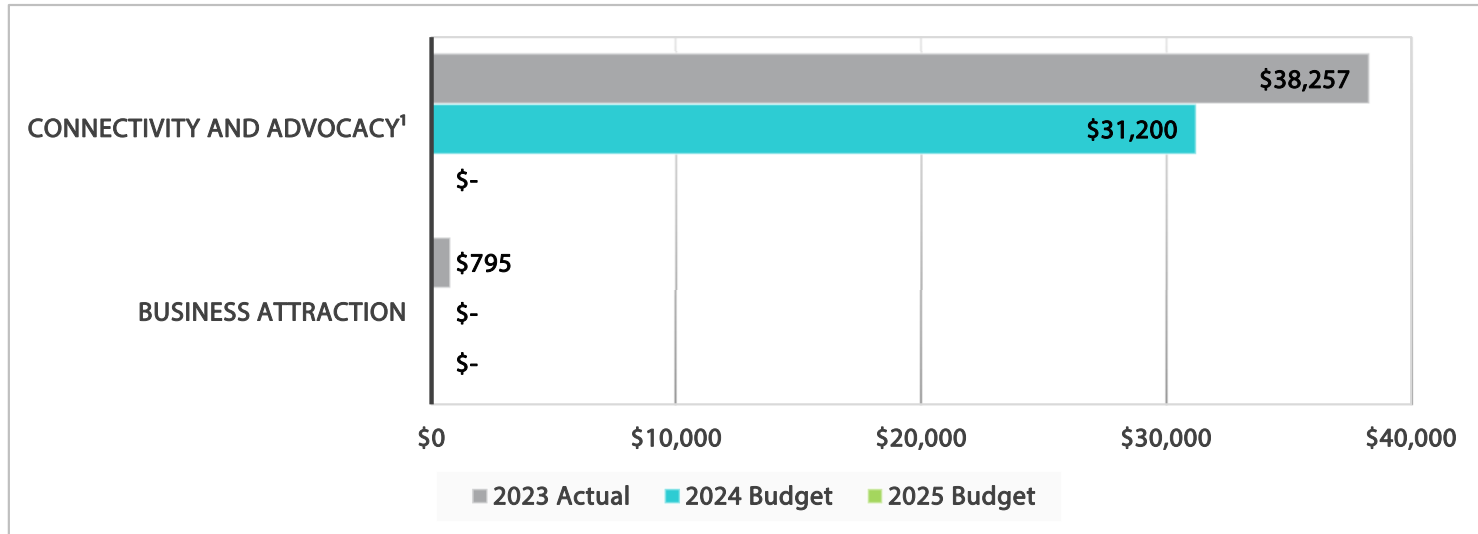 $38,257
CONNECTIVITY AND ADVOCACY¹
$31,200
$-
$795
BUSINESS ATTRACTION
$-
$-
$0 $10,000 $20,000 $30,000 $40,000
2023 Actual 2024 Budget 2025 Budget